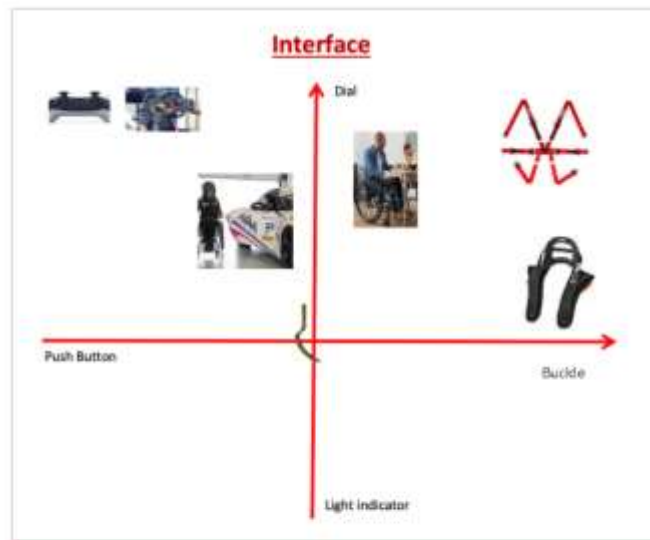 Interface
Dial
Push Button
Buckle
Light indicator